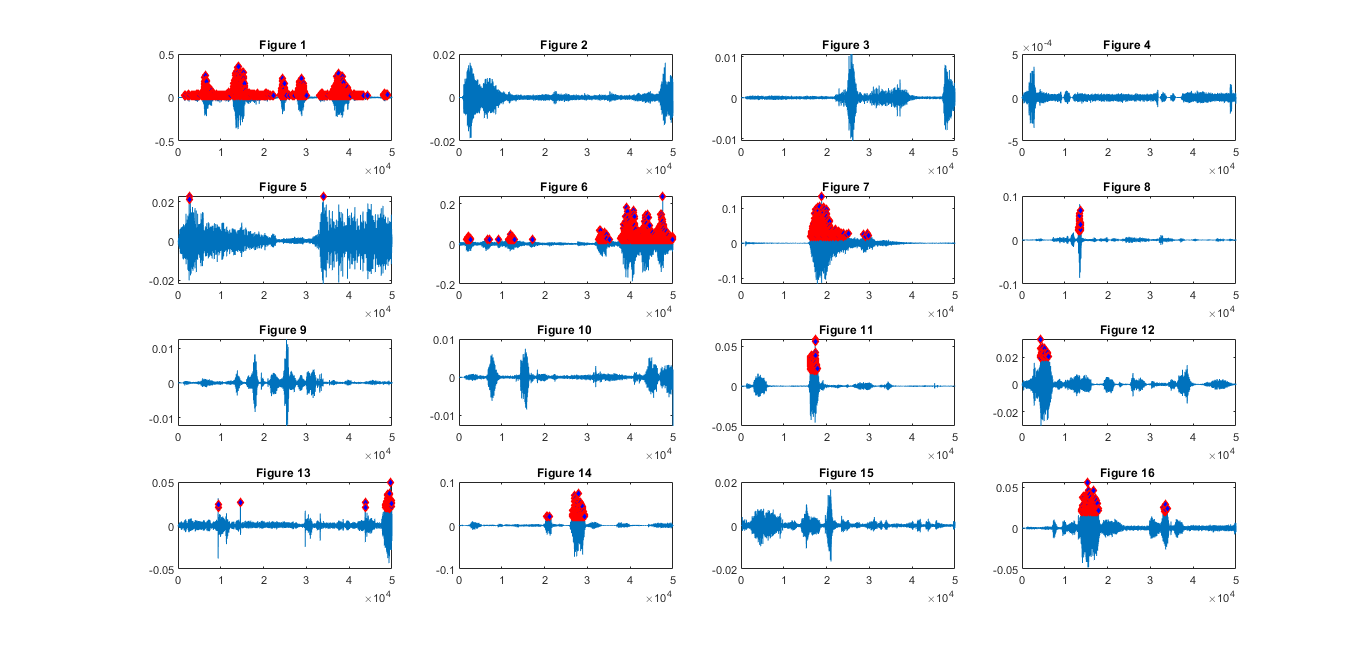 Figure 1 Figure 2 Figure 3 Figure 4
0.5 0.02 0.01 5 ×10-4
0 0 0 0
-0.5 -0.02 -0.01 -5
0 1 2 3 4 5 0 1 2 3 4 5 0 1 2 3 4 5 0 1 2 3 4 5
×104 ×104 ×104 ×104
Figure 5 Figure 6 Figure 7 Figure 8
0.02 0.2 0.1 0.1
0 0 0 0
-0.02 -0.2 -0.1 -0.1
0 1 2 3 4 5 0 1 2 3 4 5 0 1 2 3 4 5 0 1 2 3 4 5
×104 ×104 ×104 ×104
Figure 9 Figure 10 Figure 11 Figure 12
0.01 0.01 0.05 0.02
0 0 0 0
-0.01 -0.01 -0.05 -0.02
0 1 2 3 4 5 0 1 2 3 4 5 0 1 2 3 4 5 0 1 2 3 4 5
×104 ×104 ×104 ×104
Figure 13 Figure 14 Figure 15 Figure 16
0.05 0.1 0.02 0.05
0 0 0 0
-0.05 -0.1 -0.02 -0.05
0 1 2 3 4 5 0 1 2 3 4 5 0 1 2 3 4 5 0 1 2 3 4 5
×104 ×104 ×104 ×104